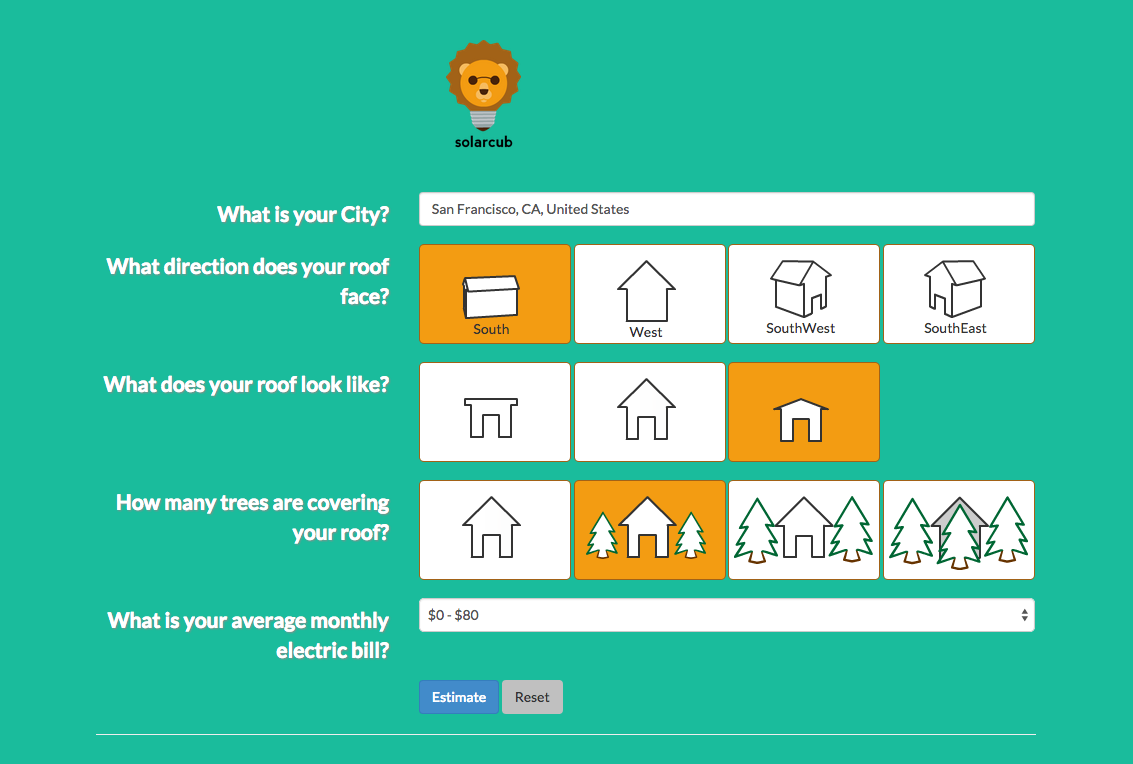 solarcub
What is your City?
San Francisco, CA, United States
What direction does your roof
face?
South
West
SouthWest
SouthEast
What does your roof look like?
How many trees are covering
your roof?
What is your average monthly
electric bill?
$0 - $80
Estimate
Reset